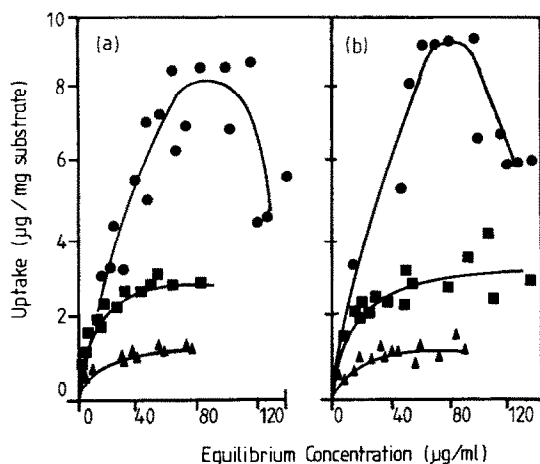 10
8
6
4
2
0
(a)
(b)
0 40 80 120
0 40 80 120
Uptake (µg / mg substrate)
Equilibrium Concentration (µg/ml)